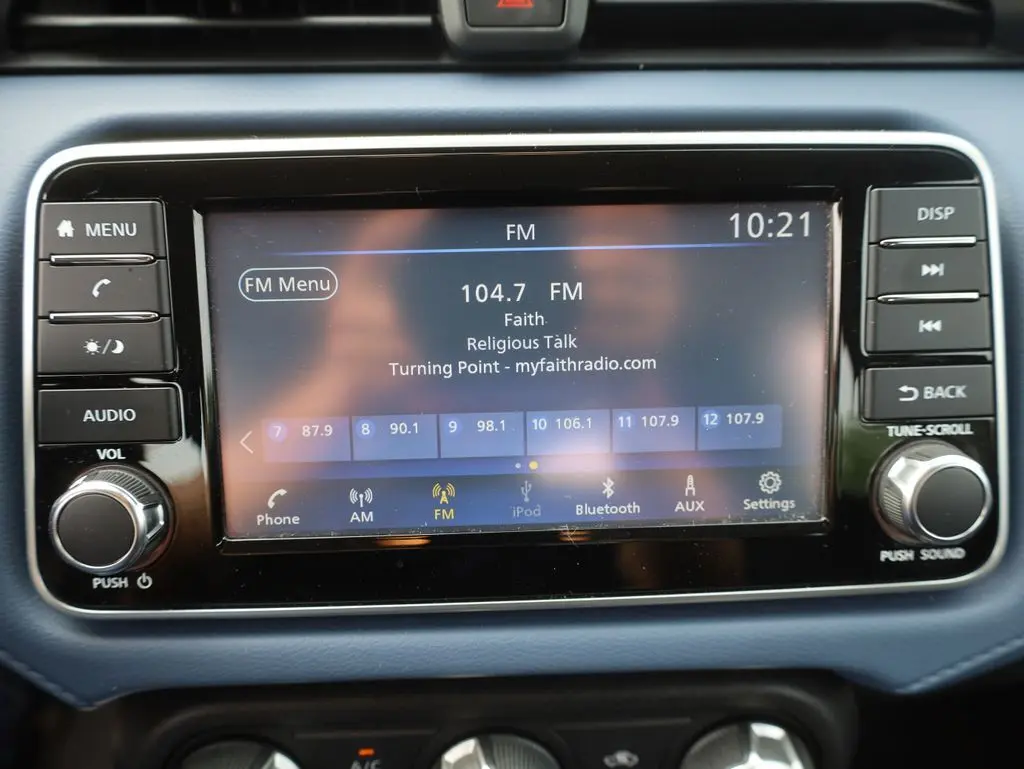 MENU
AUDIO
VOL
PUSH
FM
10:21
FM Menu
104.7 FM
Faith
Religious Talk
Turning Point - myfaithradio.com
7 87.9 8 90.1 9 98.1 10 106.1 11 107.9 12 107.9
Phone AM FM iPod Bluetooth AUX Settings
DISP
BACK
TUNE·SCROLL
PUSH SOUND
A/C